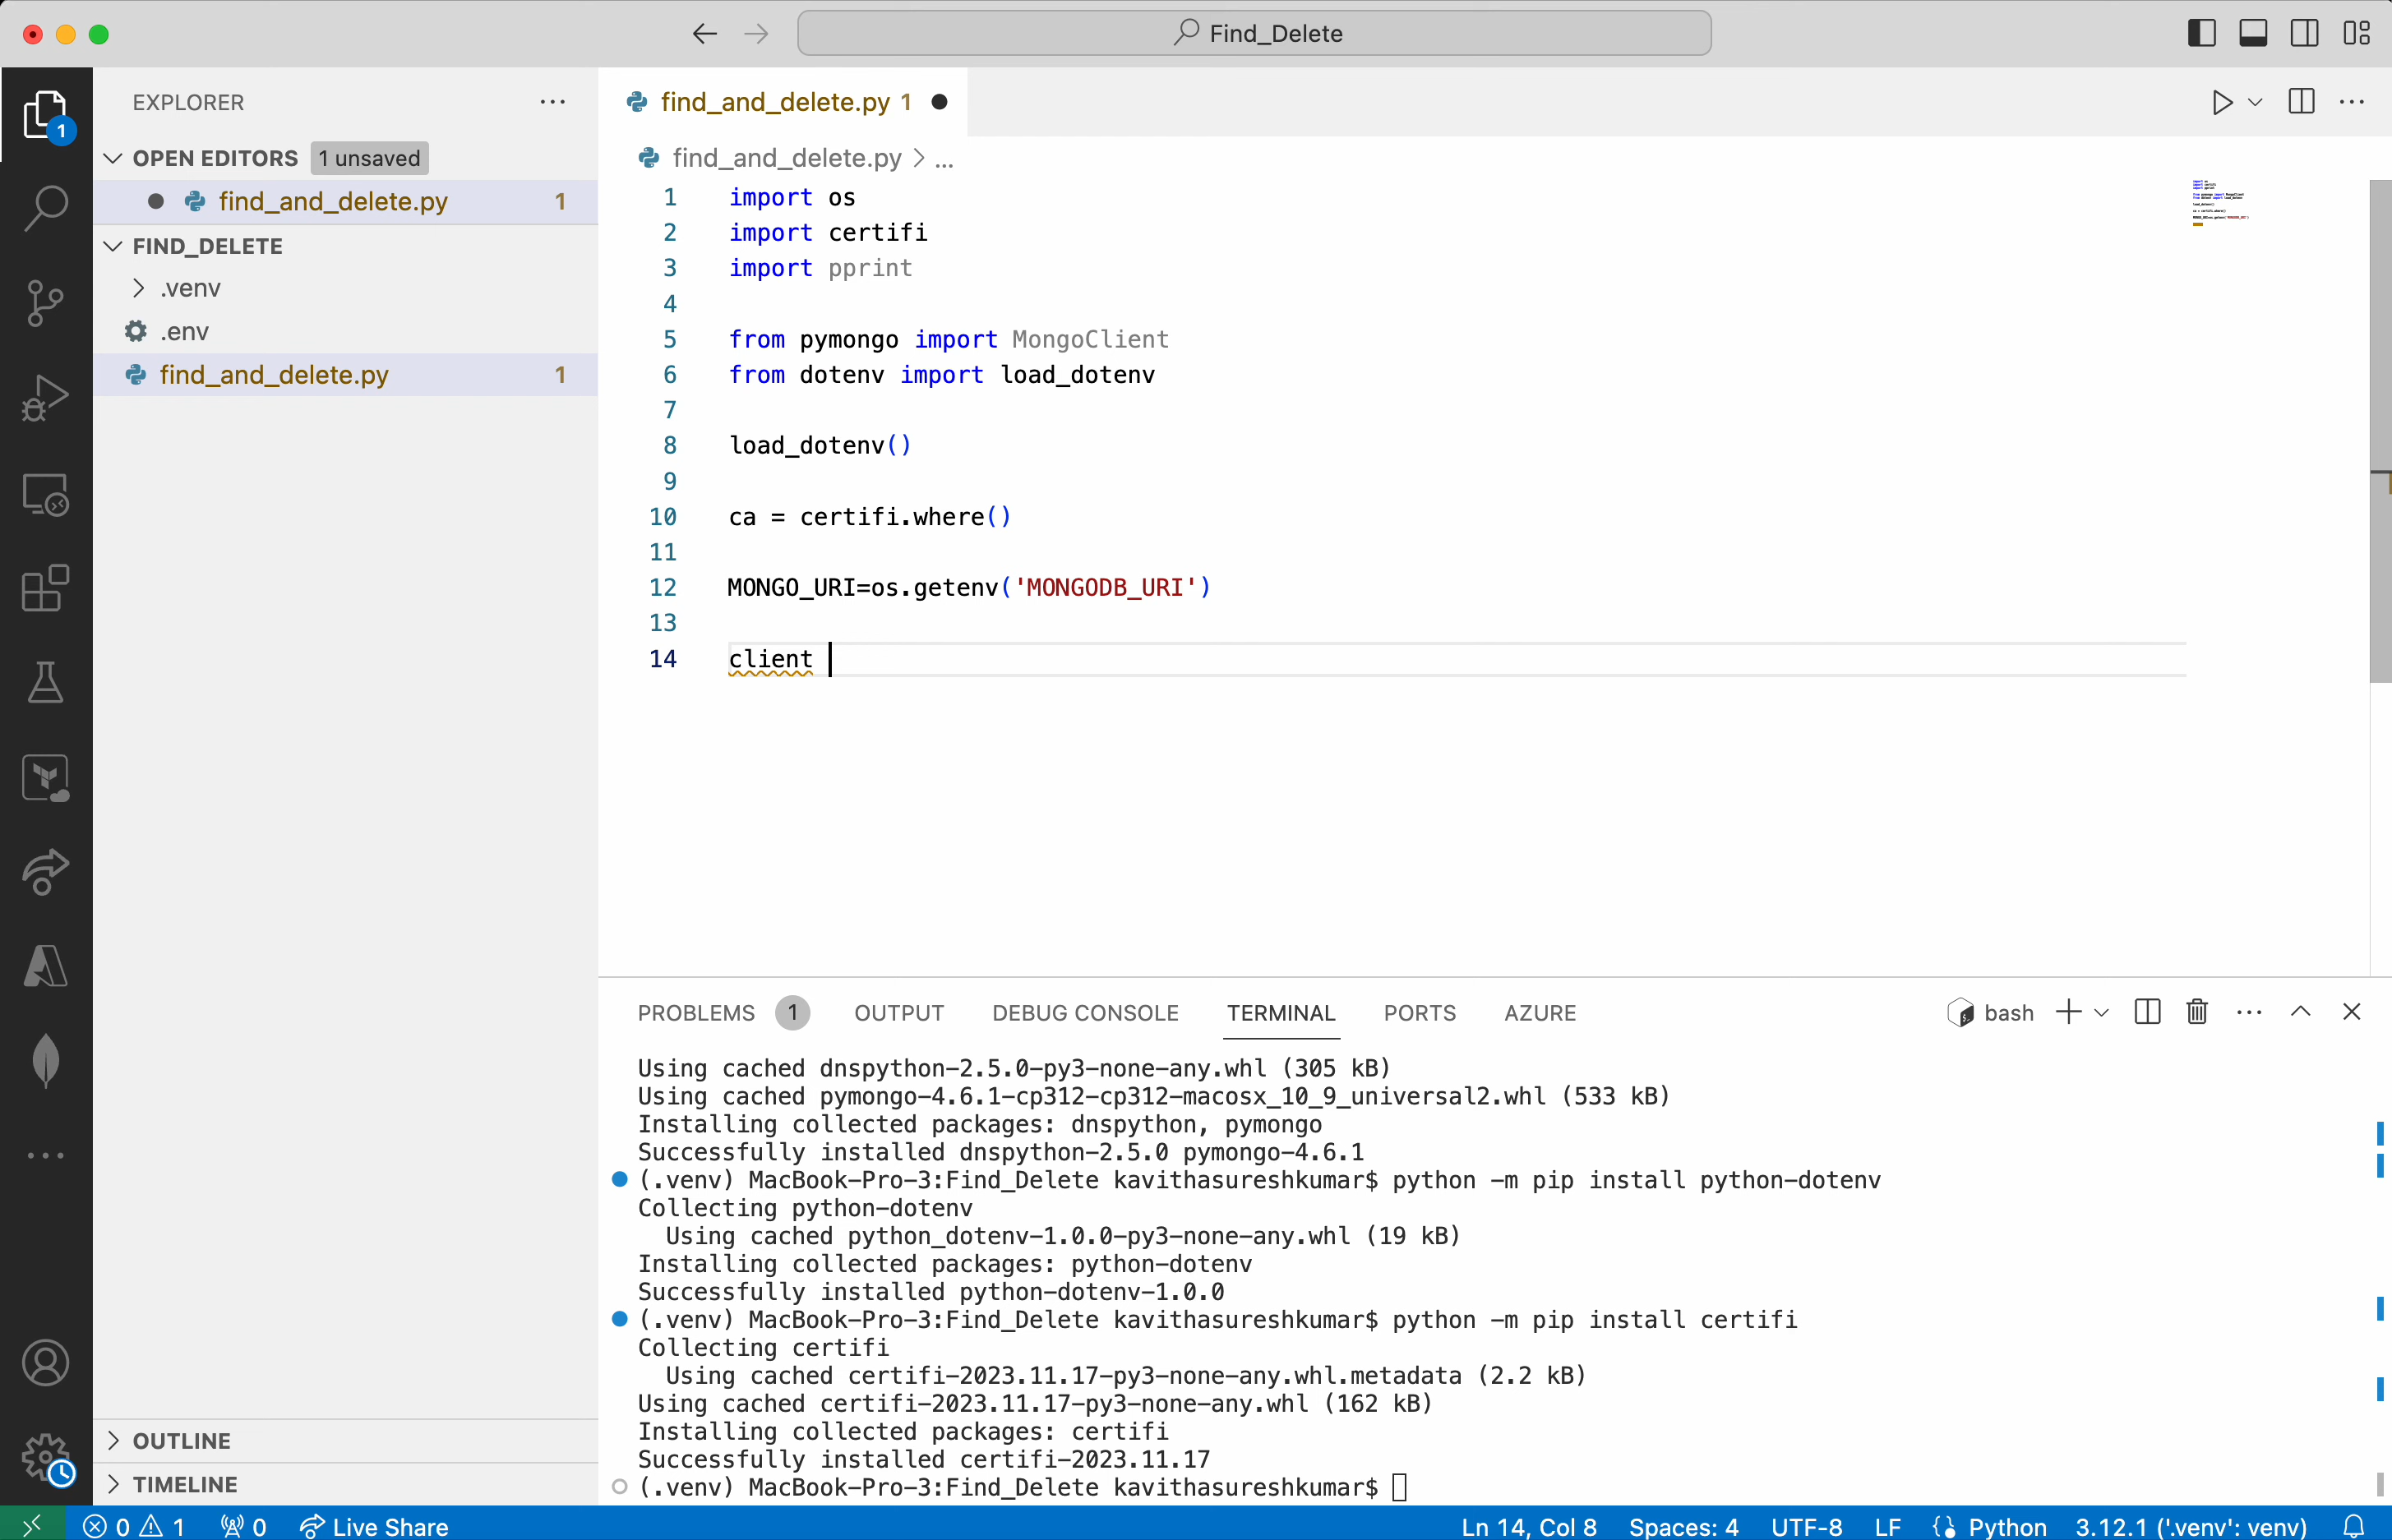 Find_Delete
EXPLORER
OPEN EDITORS 1 unsaved
find_and_delete.py 1
FIND_DELETE
.venv
.env
find_and_delete.py 1
OUTLINE
TIMELINE
1
find_and_delete.py 1
find_and_delete.py > ...
1 import os
2 import certifi
3 import pprint
4
5 from pymongo import MongoClient
6 from dotenv import load_dotenv
7
8 load_dotenv()
9
10 ca = certifi.where()
11
12 MONGO_URI=os.getenv('MONGODB_URI')
13
14 client
PROBLEMS 1 OUTPUT DEBUG CONSOLE TERMINAL PORTS AZURE bash
Using cached dnspython-2.5.0-py3-none-any.whl (305 kB)
Using cached pymongo-4.6.1-cp312-cp312-macosx_10_9_universal2.whl (533 kB)
Installing collected packages: dnspython, pymongo
Successfully installed dnspython-2.5.0 pymongo-4.6.1
(.venv) MacBook-Pro-3:Find_Delete kavithasureshkumar$ python -m pip install python-dotenv
Collecting python-dotenv
Using cached python_dotenv-1.0.0-py3-none-any.whl (19 kB)
Installing collected packages: python-dotenv
Successfully installed python-dotenv-1.0.0
(.venv) MacBook-Pro-3:Find_Delete kavithasureshkumar$ python -m pip install certifi
Collecting certifi
Using cached certifi-2023.11.17-py3-none-any.whl.metadata (2.2 kB)
Using cached certifi-2023.11.17-py3-none-any.whl (162 kB)
Installing collected packages: certifi
Successfully installed certifi-2023.11.17
(.venv) MacBook-Pro-3:Find_Delete kavithasureshkumar$
0 1 0 Live Share Ln 14, Col 8 Spaces: 4 UTF-8 LF Python 3.12.1 ('.venv': venv)